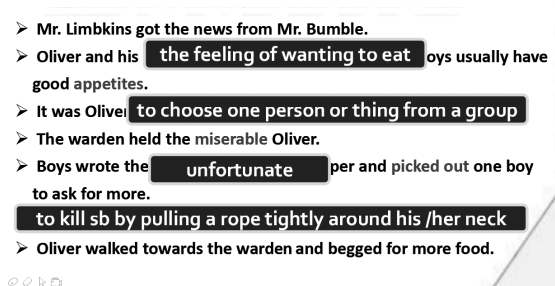 Mr. Limbkins got the news from Mr. Bumble.
Oliver and his the feeling of wanting to eat oys usually have
good appetites.
It was Oliver to choose one person or thing from a group
The warden held the miserable Oliver.
Boys wrote the unfortunate per and picked out one boy
to ask for more.
to kill sb by pulling a rope tightly around his /her neck
Oliver walked towards the warden and begged for more food.